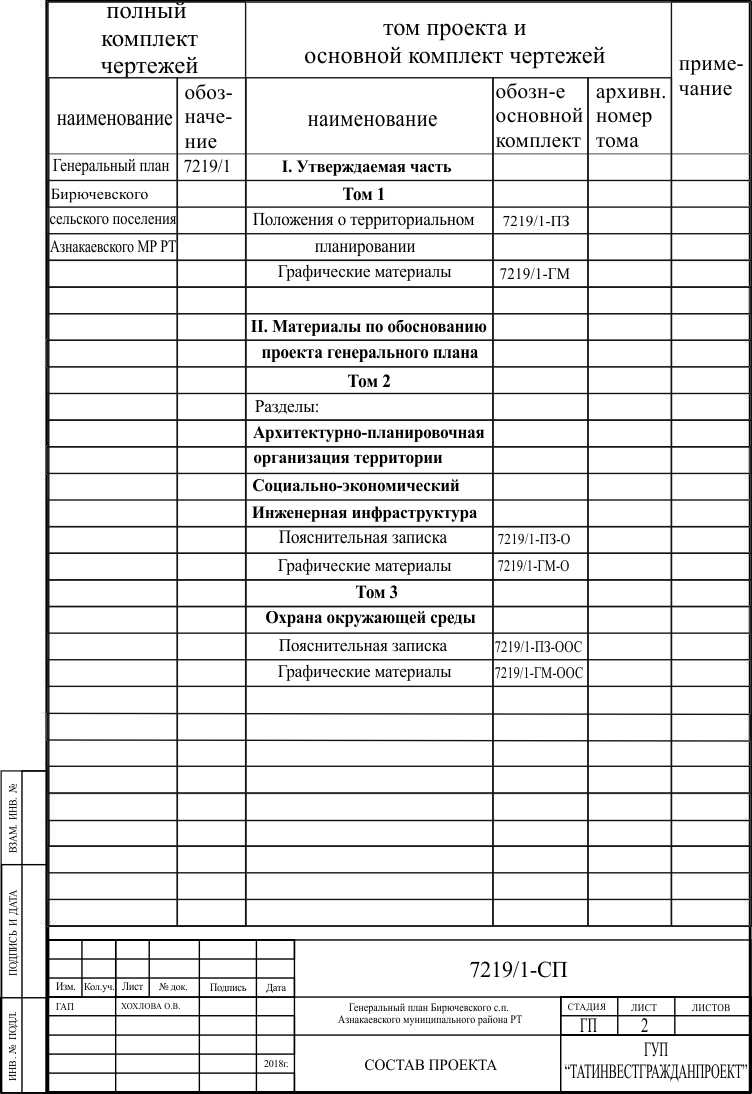 полный
комплект
чертежей
том проекта и
основной комплект чертежей
приме-
чание
наименование
обоз-
наче-
ние
наименование
обозн-е
основной
комплект
архивн.
номер
тома
Генеральный план 7219/1 I. Утверждаемая часть
Бирючевского Том 1
сельского поселения Положения о территориальном 7219/1-ПЗ
Азнакаевского МР РТ планировании
Графические материалы 7219/1-ГМ
II. Материалы по обоснованию
проекта генерального плана
Том 2
Разделы:
Архитектурно-планировочная
организация территории
Социально-экономический
Инженерная инфраструктура
Пояснительная записка 7219/1-ПЗ-О
Графические материалы 7219/1-ГМ-О
Том 3
Охрана окружающей среды
Пояснительная записка 7219/1-ПЗ-ООС
Графические материалы 7219/1-ГМ-ООС
ВЗАМ. ИНВ. №
ПОДПИСЬ И ДАТА
ИНВ. № ПОДЛ.
7219/1-СП
Изм. Кол.уч. Лист № док. Подпись Дата
ГАП ХОХЛОВА О.В.
Генеральный план Бирючевского с.п.
Азнакаевского муниципального района РТ
СТАДИЯ ЛИСТ ЛИСТОВ
ГП 2
2018г.
СОСТАВ ПРОЕКТА
ГУП
“ТАТИНВЕСТГРАЖДАНПРОЕКТ”